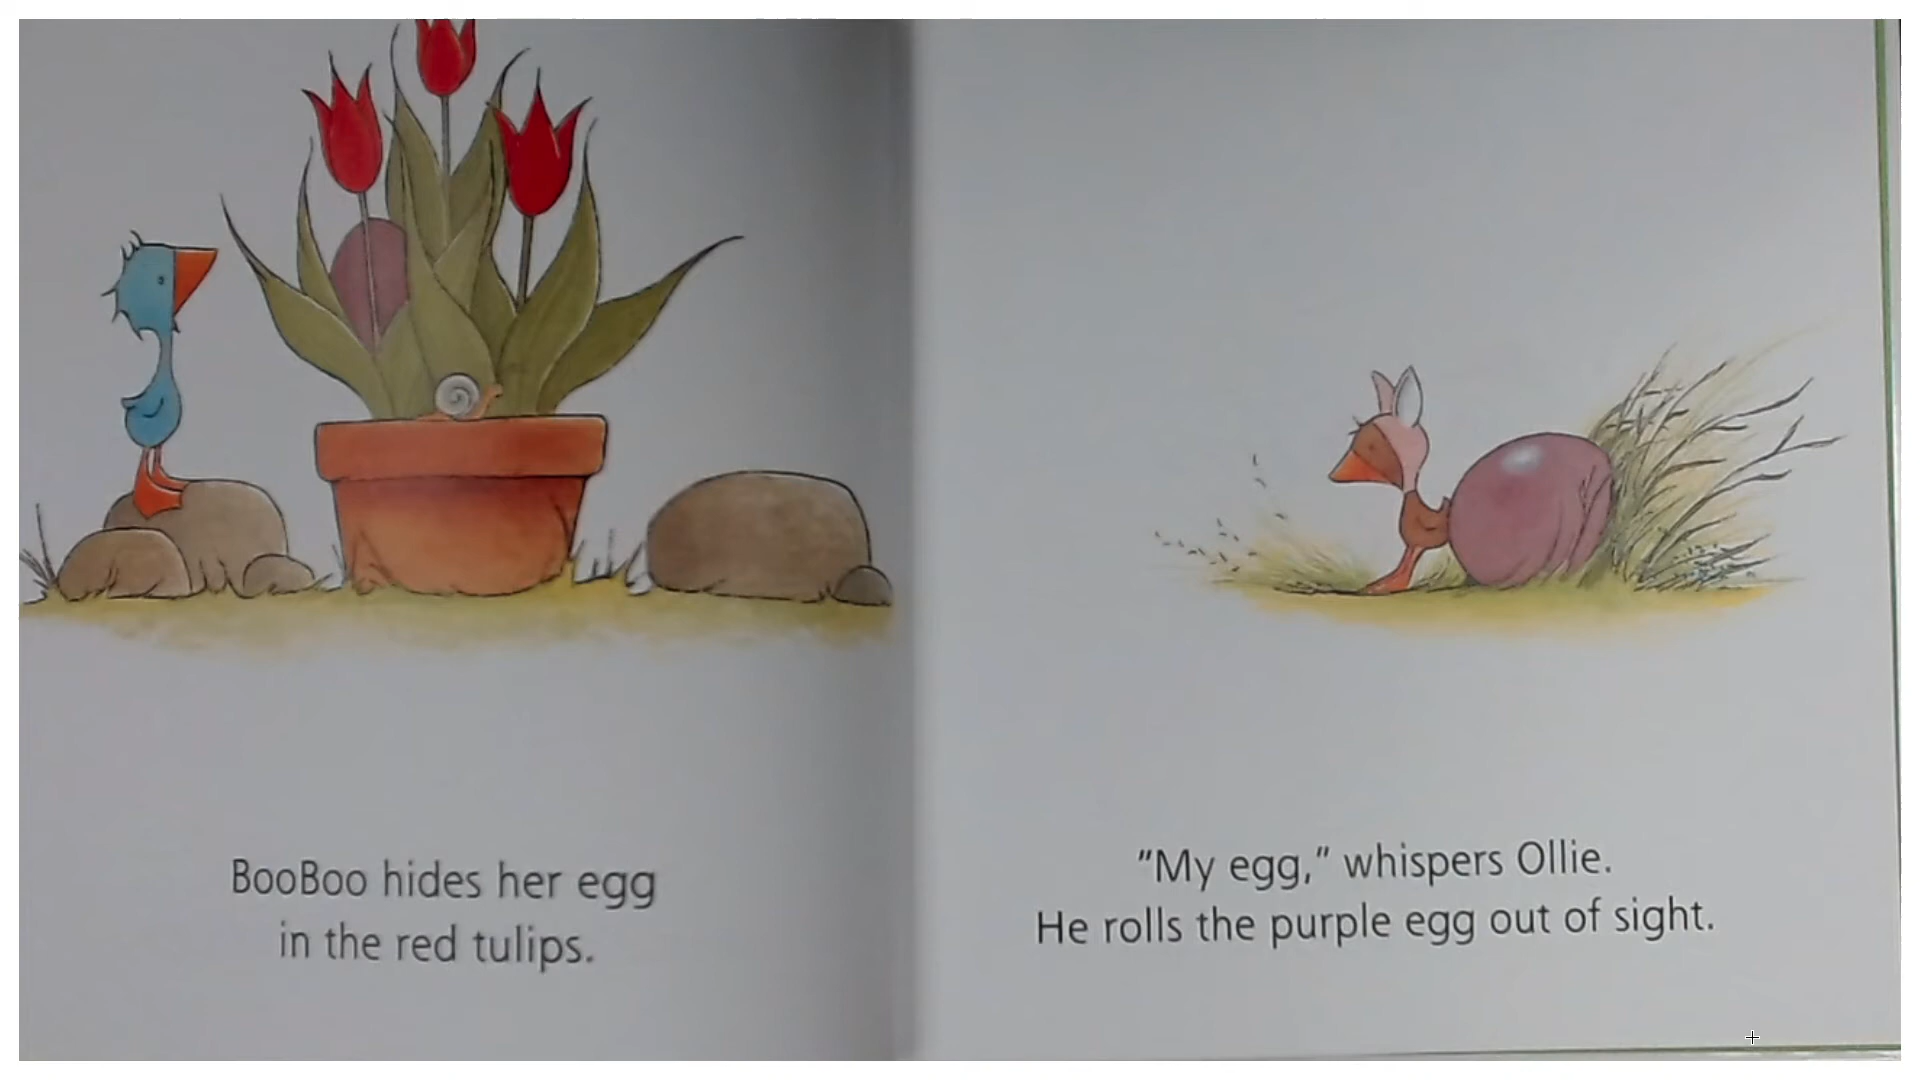 BooBoo hides her egg
in the red tulips.
"My egg," whispers Ollie.
He rolls the purple egg out of sight.